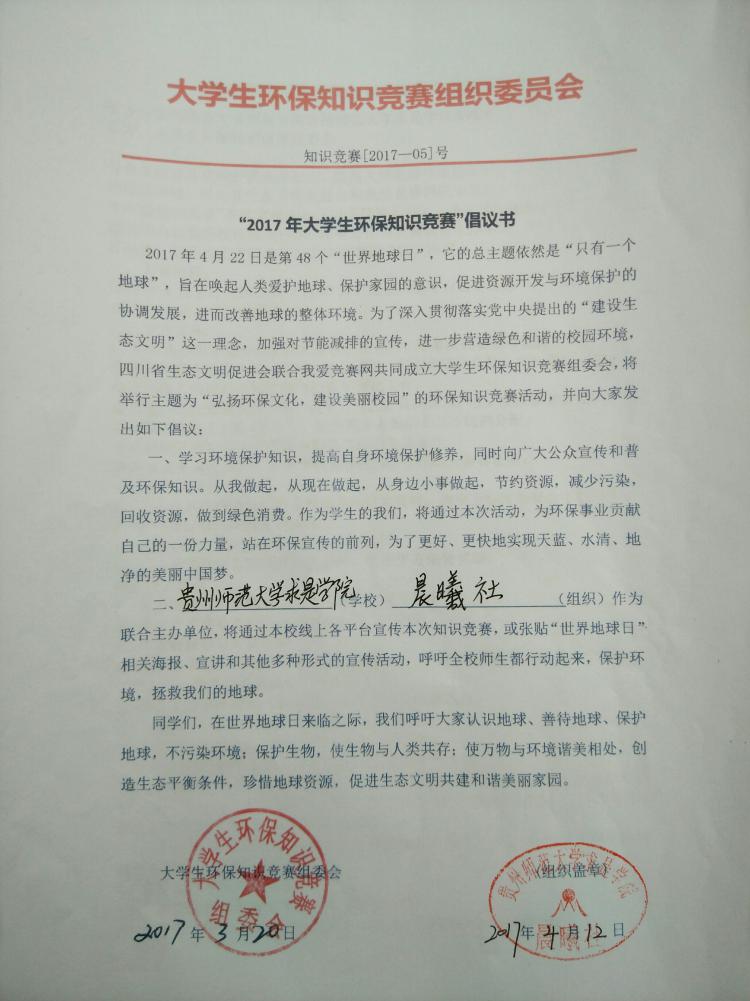 大学生环保知识竞赛组织委员会
知识竞赛[2017—05]号
“2017年大学生环保知识竞赛”倡议书
2017年4月22日是第48个“世界地球日”，它的总主题依然是“只有一个
地球”，旨在唤起人类爱护地球、保护家园的意识，促进资源开发与环境保护的
协调发展，进而改善地球的整体环境。为了深入贯彻落实党中央提出的“建设生
态文明”这一理念，加强对节能减排的宣传，进一步营造绿色和谐的校园环境，
四川省生态文明促进会联合我爱竞赛网共同成立大学生环保知识竞赛组委会，将
举行主题为“弘扬环保文化，建设美丽校园”的环保知识竞赛活动，并向大家发
出如下倡议：
一、学习环境保护知识，提高自身环境保护修养，同时向广大公众宣传和普
及环保知识。从我做起，从现在做起，从身边小事做起，节约资源，减少污染，
回收资源，做到绿色消费。作为学生的我们，将通过本次活动，为环保事业贡献
自己的一份力量，站在环保宣传的前列，为了更好、更快地实现天蓝、水清、地
净的美丽中国梦。
二、贵州师范大学求是学院（学校）晨曦社（组织）作为
联合主办单位，将通过本校线上各平台宣传本次知识竞赛，或张贴“世界地球日”
相关海报、宣讲和其他多种形式的宣传活动，呼吁全校师生都行动起来，保护环
境，拯救我们的地球。
同学们，在世界地球日来临之际，我们呼吁大家认识地球、善待地球、保护
地球，不污染环境；保护生物，使生物与人类共存；使万物与环境谐美相处，创
造生态平衡条件，珍惜地球资源，促进生态文明共建和谐美丽家园。
大学生环保知识竞赛组委会
（组织盖章）
大学生环保知识竞赛
组委会
贵州师范大学求是学院
晨曦社
2017年3月20日
2017年4月12日